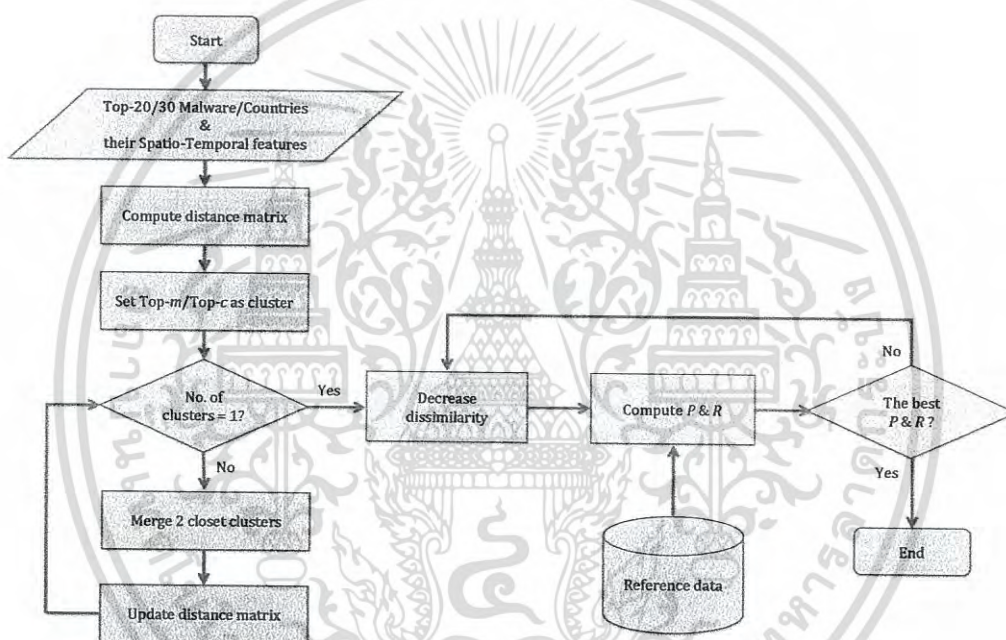 Start
Top-20/30 Malware/Countries
&
their Spatio-Temporal features
Compute distance matrix
Set Top-m/Top-c as cluster
No. of
clusters = 1?
Yes
No
Merge 2 closet clusters
Update distance matrix
Decrease
dissimilarity
Compute P & R
Reference data
The best
P & R ?
No
Yes
End